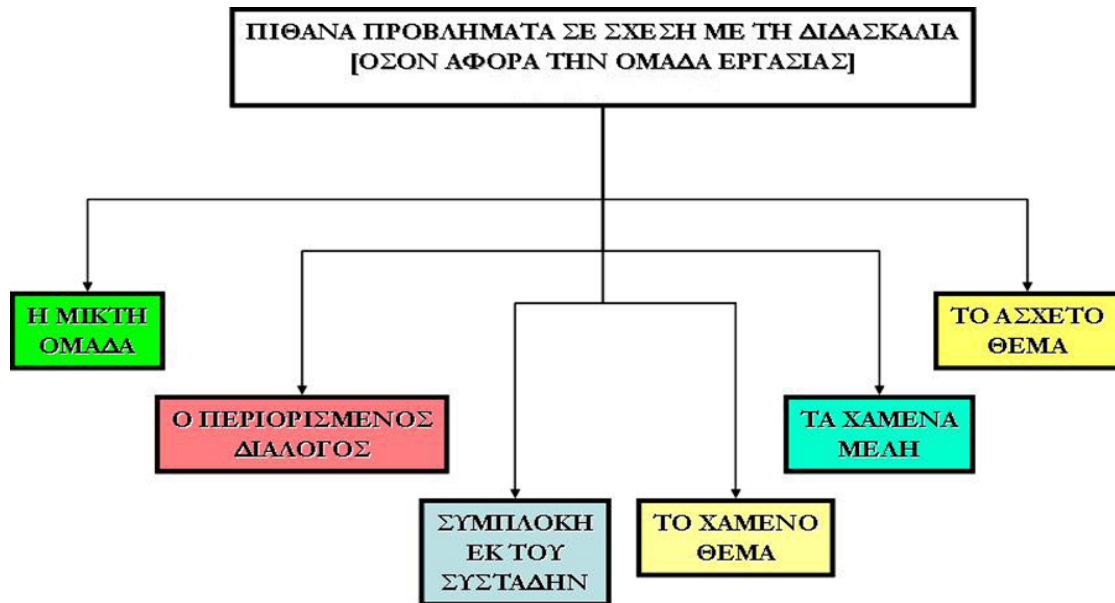 ΠΙΘΑΝΑ ΠΡΟΒΛΗΜΑΤΑ ΣΕ ΣΧΕΣΗ ΜΕ ΤΗ ΔΙΔΑΣΚΑΛΙΑ
[ΟΣΟΝ ΑΦΟΡΑ ΤΗΝ ΟΜΑΔΑ ΕΡΓΑΣΙΑΣ]
Η ΜΙΚΤΗ
ΟΜΑΔΑ
ΤΟ ΑΣΧΕΤΟ
ΘΕΜΑ
Ο ΠΕΡΙΟΡΙΣΜΕΝΟΣ
ΔΙΑΛΟΓΟΣ
ΤΑ ΧΑΜΕΝΑ
ΜΕΛΗ
ΣΥΜΠΛΟΚΗ
ΕΚ ΤΟΥ
ΣΥΣΤΑΔΗΝ
ΤΟ ΧΑΜΕΝΟ
ΘΕΜΑ